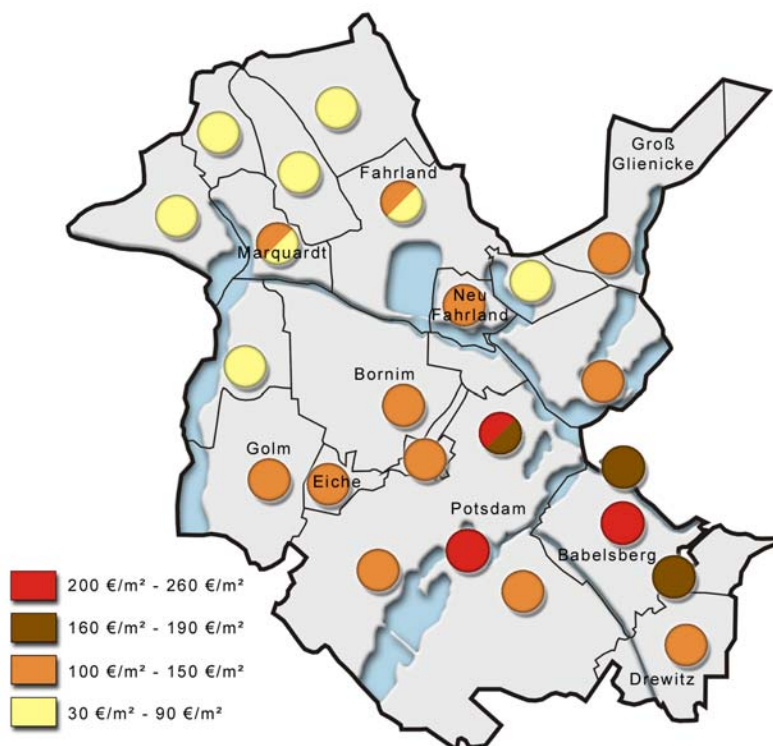 Groß
Glienicke
Fahrland
Marquardt
Neu
Fahrland
Bornim
Golm
Eiche
Potsdam
Babelsberg
Drewitz
200 €/m² - 260 €/m²
160 €/m² - 190 €/m²
100 €/m² - 150 €/m²
30 €/m² - 90 €/m²